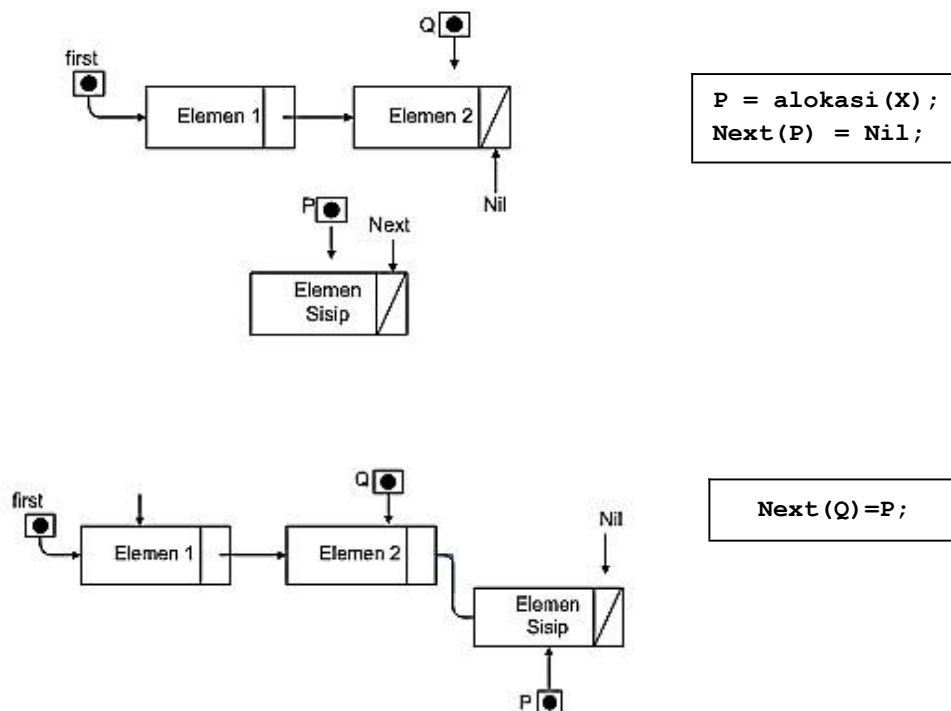 Q
first
Elemen 1
Elemen 2
P = alokasi(X);
Next(P) = Nil;
Nil
P
Next
Elemen
Sisip
Q
first
Elemen 1
Elemen 2
Nil
Next(Q)=P;
Elemen
Sisip
P